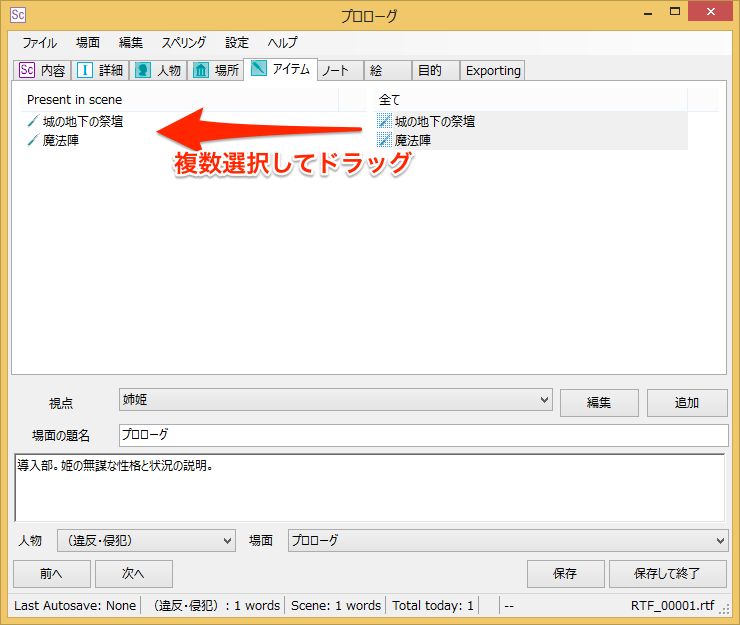 Sc
プロローグ
ファイル 場面 編集 スペリング 設定 ヘルプ
Sc 内容 I 詳細 人物 場所 アイテム ノート 絵 目的 Exporting
Present in scene 全て
城の地下の祭壇 城の地下の祭壇
魔法陣 魔法陣
複数選択してドラッグ
視点 姉姫 編集 追加
場面の題名 プロローグ
導入部。姫の無謀な性格と状況の説明。
人物 （違反・侵犯） 場面 プロローグ
前へ 次へ 保存 保存して終了
Last Autosave: None （違反・侵犯）: 1 words Scene: 1 words Total today: 1 -- RTF_00001.rtf